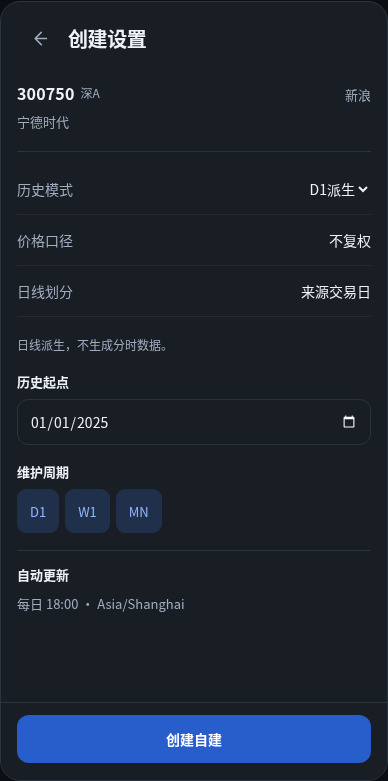 创建设置
300750 深A 新浪
宁德时代
历史模式 D1派生
价格口径 不复权
日线划分 来源交易日
日线派生，不生成分时数据。
历史起点
01/01/2025
维护周期
D1 W1 MN
自动更新
每日 18:00 · Asia/Shanghai
创建自建